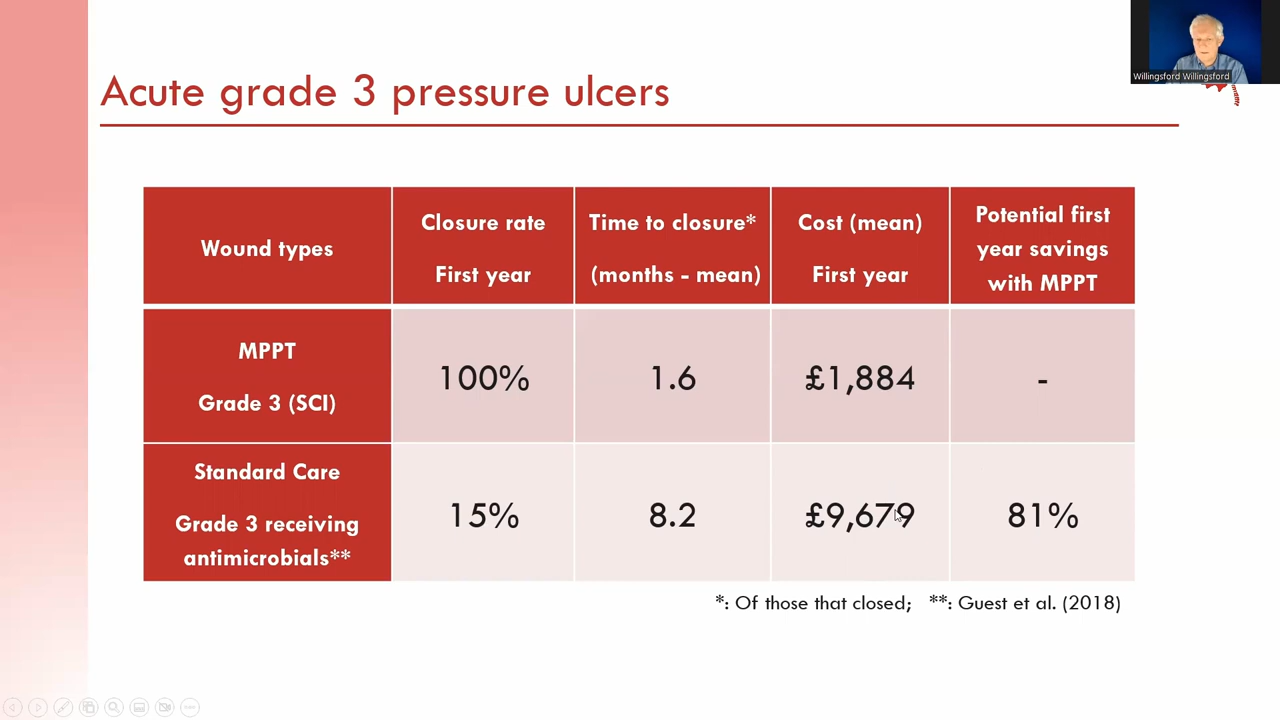 Willingsford Willingsford
Acute grade 3 pressure ulcers
Wound types
Closure rate
First year
Time to closure*
(months - mean)
Cost (mean)
First year
Potential first
year savings
with MPPT
MPPT
Grade 3 (SCI)
100%
1.6
£1,884
-
Standard Care
Grade 3 receiving
antimicrobials**
15%
8.2
£9,679
81%
*: Of those that closed; **: Guest et al. (2018)